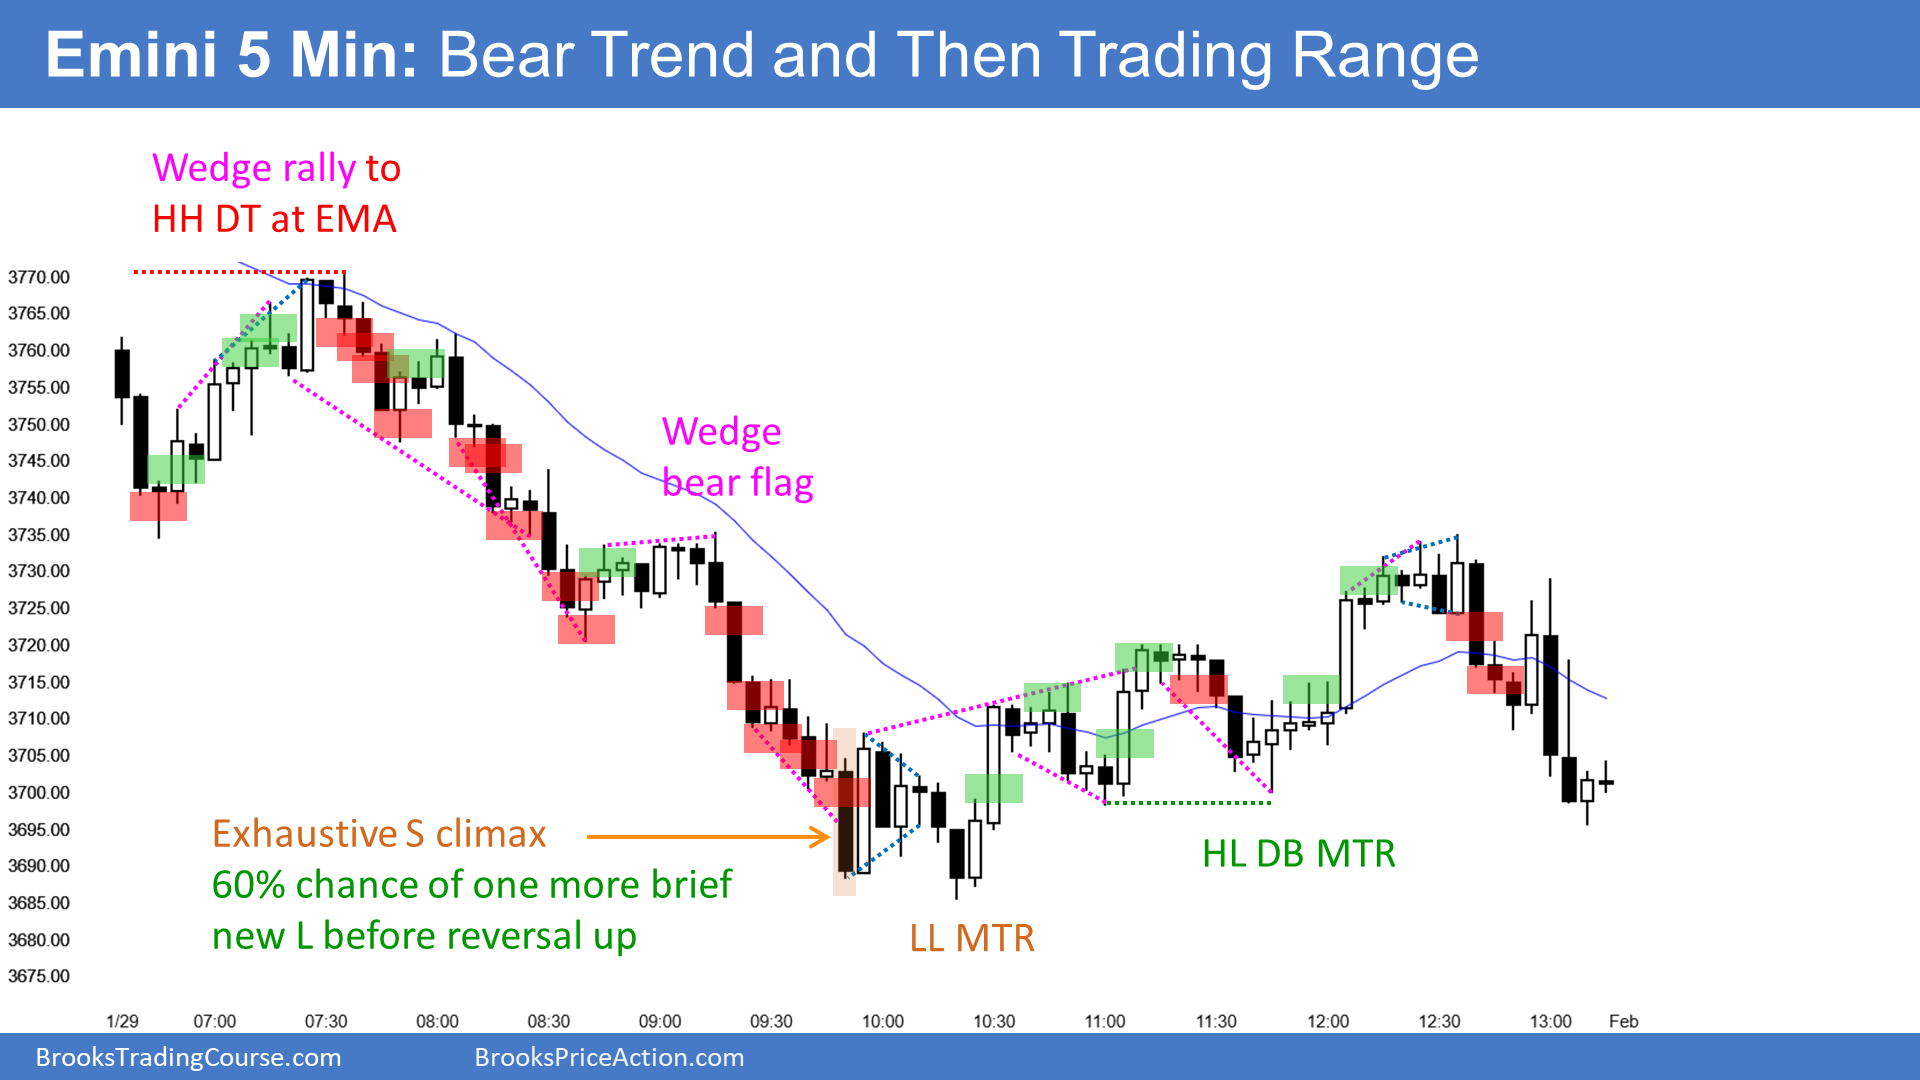 Emini 5 Min: Bear Trend and Then Trading Range
Wedge rally to
HH DT at EMA
3770.00
3765.00
3760.00
3755.00
3750.00
3745.00
3740.00
3735.00
3730.00
3725.00
3720.00
3715.00
3710.00
3705.00
3700.00
3695.00
3690.00
3685.00
3680.00
3675.00
Wedge
bear flag
Exhaustive S climax
60% chance of one more brief
new L before reversal up
LL MTR
HL DB MTR
1/29 07:00 07:30 08:00 08:30 09:00 09:30 10:00 10:30 11:00 11:30 12:00 12:30 13:00 Feb
BrooksTradingCourse.com BrooksPriceAction.com